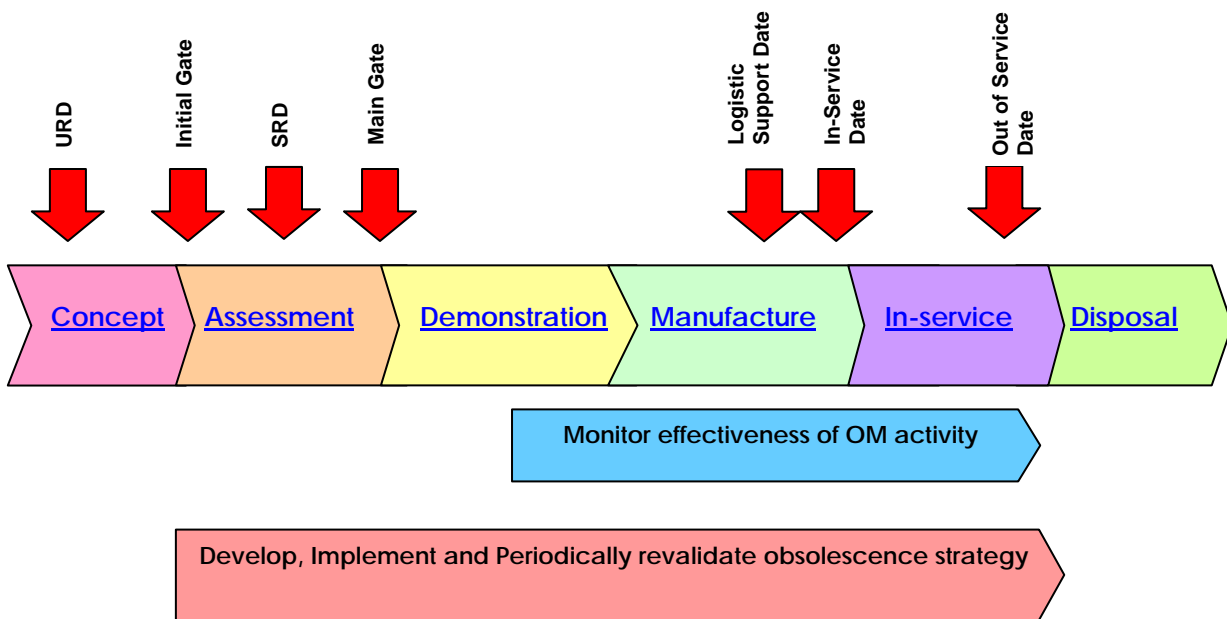 URD
Initial Gate
SRD
Main Gate
Logistic
Support Date
In-Service
Date
Out of Service
Date
Concept
Assessment
Demonstration
Manufacture
In-service
Disposal
Monitor effectiveness of OM activity
Develop, Implement and Periodically revalidate obsolescence strategy